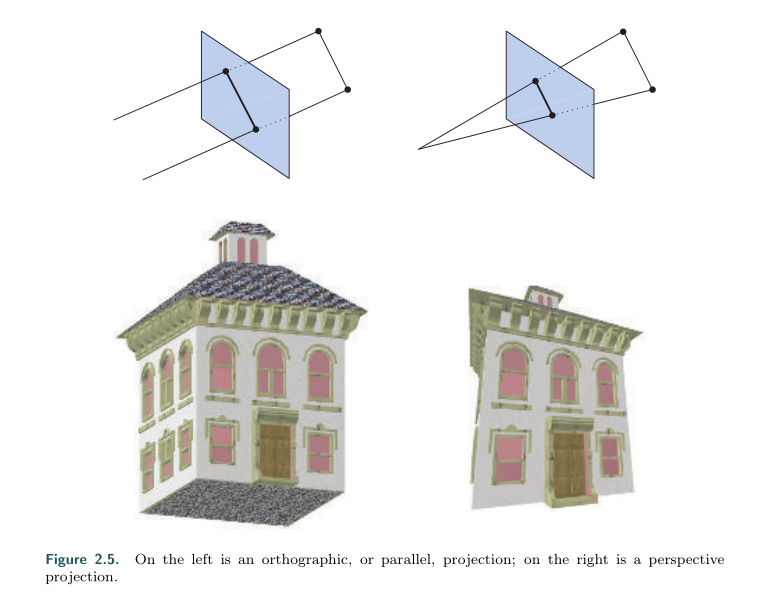 Figure 2.5. On the left is an orthographic, or parallel, projection; on the right is a perspective
projection.